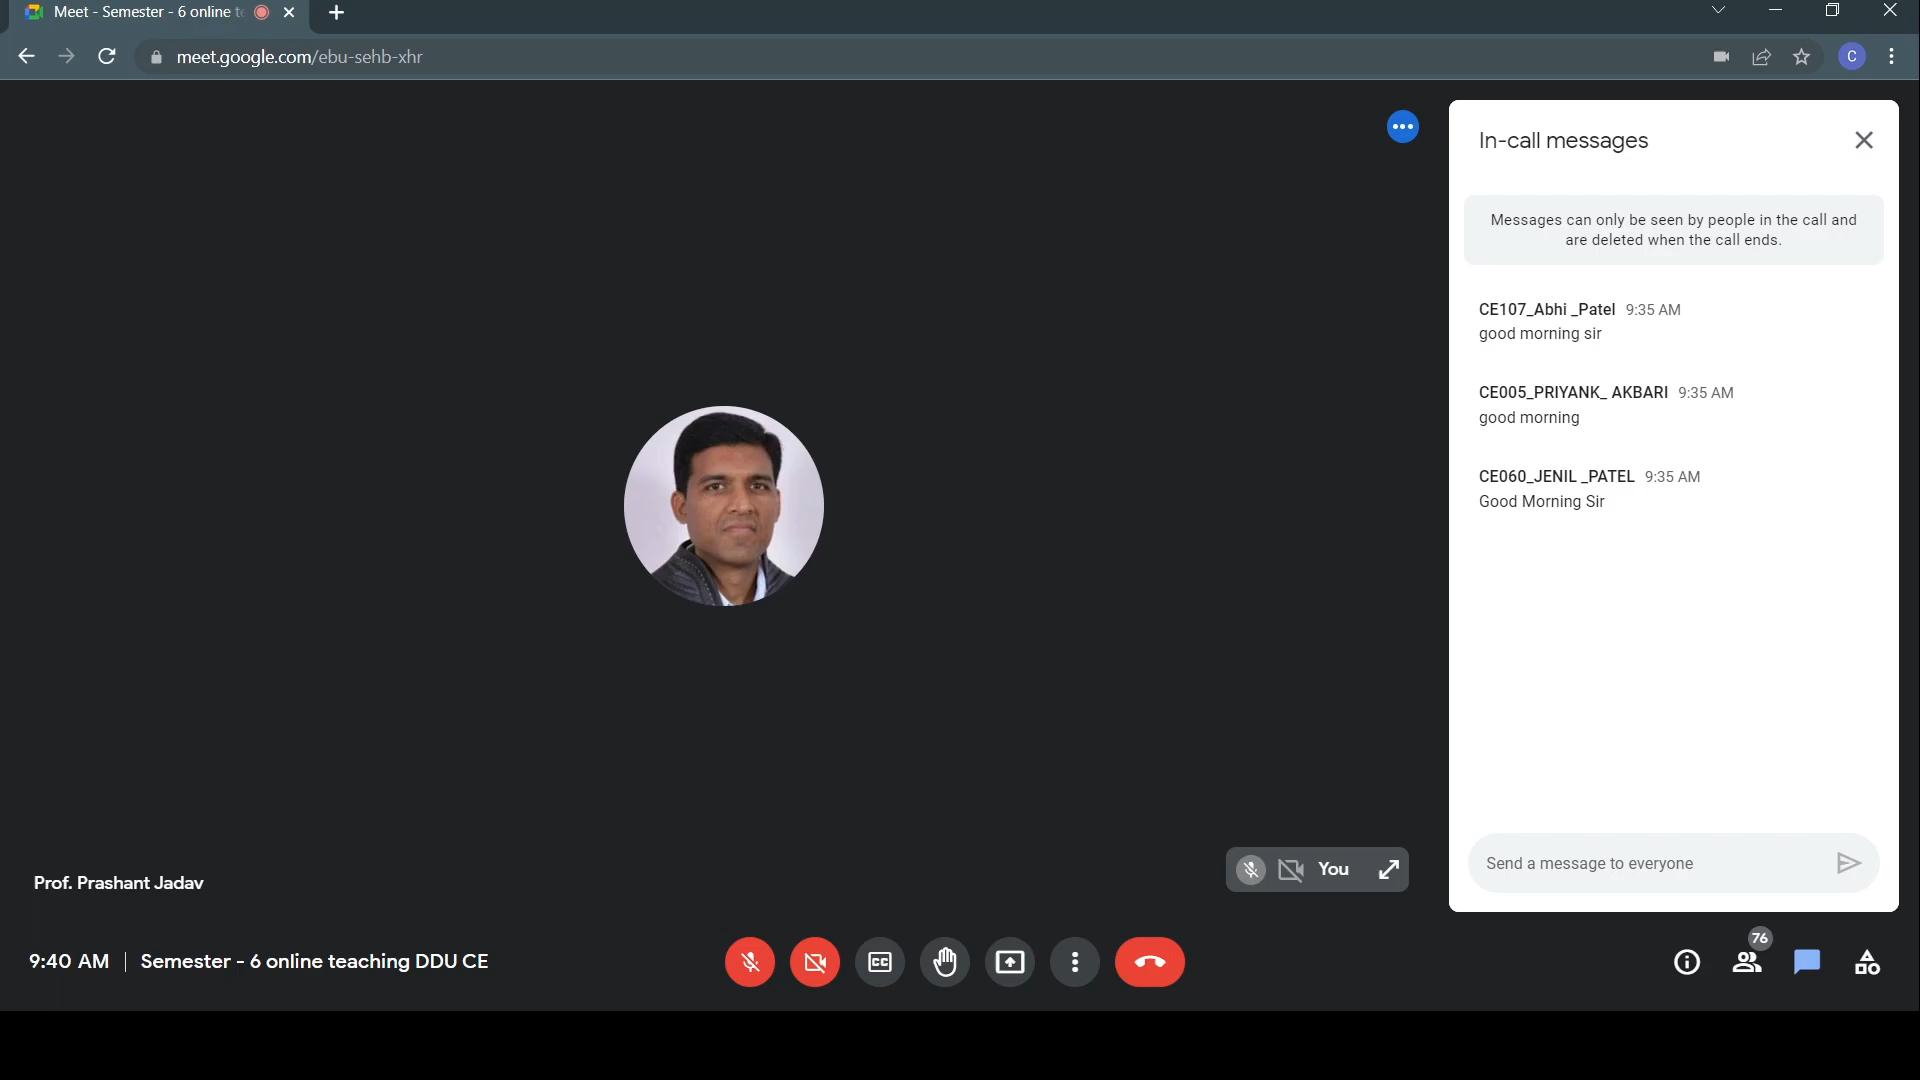 Meet - Semester - 6 online te
meet.google.com/ebu-sehb-xhr
C
In-call messages
Messages can only be seen by people in the call and
are deleted when the call ends.
CE107_Abhi _Patel 9:35 AM
good morning sir
CE005_PRIYANK_ AKBARI 9:35 AM
good morning
CE060_JENIL _PATEL 9:35 AM
Good Morning Sir
Send a message to everyone
You
Prof. Prashant Jadav
9:40 AM | Semester - 6 online teaching DDU CE
CC
76